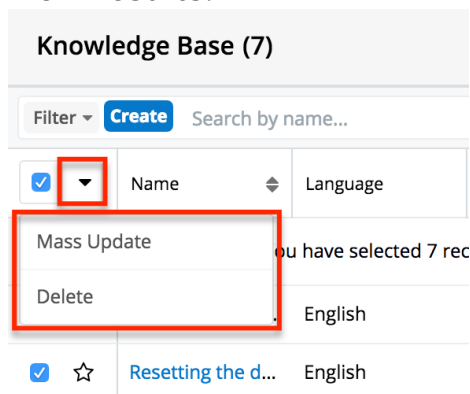 Knowledge Base (7)
Filter Create Search by name...
Name Language
Mass Update
ou have selected 7 rec
Delete
English
Resetting the d... English